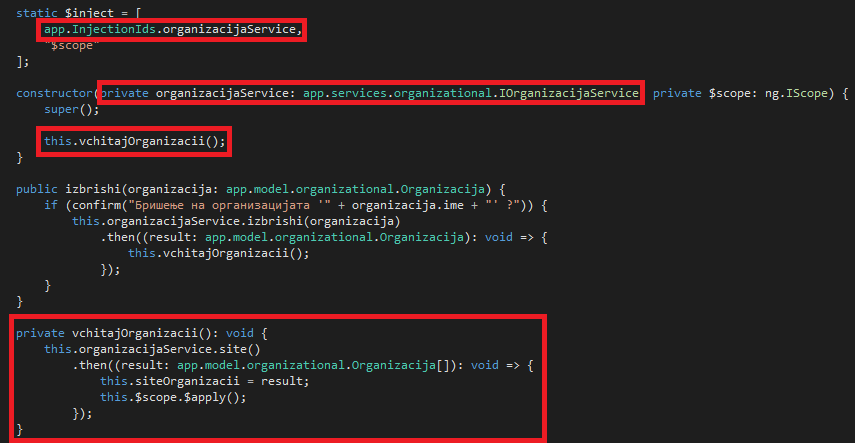 static $inject = [
app.InjectionIds.organizacijaService,
"$scope"
];
constructor(private organizacijaService: app.services.organizational.IOrganizacijaService private $scope: ng.IScope) {
super();
this.vchitajOrganizacii();
}
public izbrishi(organizacija: app.model.organizational.Organizacija) {
if (confirm("Бришење на организацијата '" + organizacija.ime + "' ?")) {
this.organizacijaService.izbrishi(organizacija)
.then((result: app.model.organizational.Organizacija): void => {
this.vchitajOrganizacii();
});
}
}
private vchitajOrganizacii(): void {
this.organizacijaService.site()
.then((result: app.model.organizational.Organizacija[]): void => {
this.siteOrganizacii = result;
this.$scope.$apply();
});
}